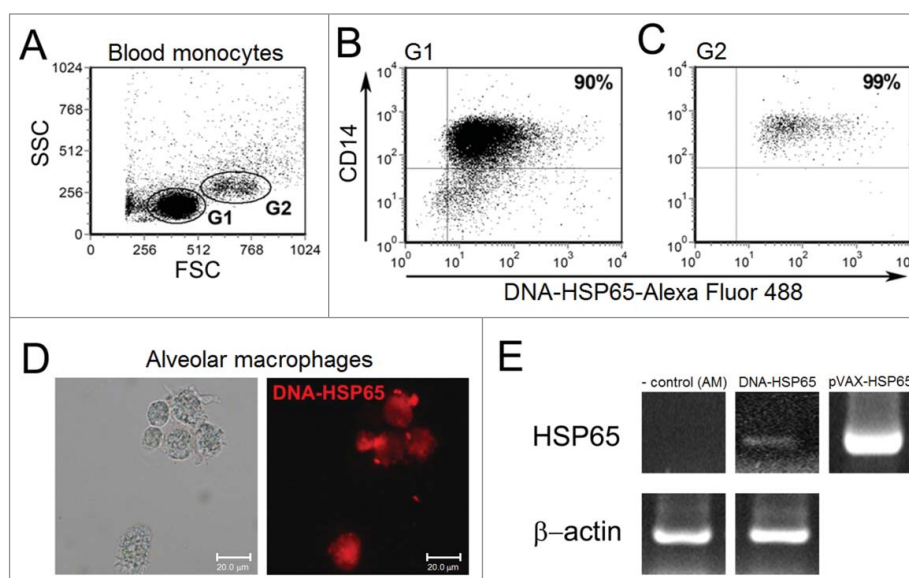 A
Blood monocytes
1024
768
512
256
0
SSC
G1
G2
0 256 512 768 1024
FSC
B
G1
90%
CD14
10⁴
10³
10²
10¹
10⁰
10⁰ 10¹ 10² 10³ 10⁴
C
G2
99%
10⁴
10³
10²
10¹
10⁰
10⁰ 10¹ 10² 10³ 10⁴
DNA-HSP65-Alexa Fluor 488
D
Alveolar macrophages
DNA-HSP65
20.0 µm
20.0 µm
E
- control (AM) DNA-HSP65 pVAX-HSP65
HSP65
β–actin